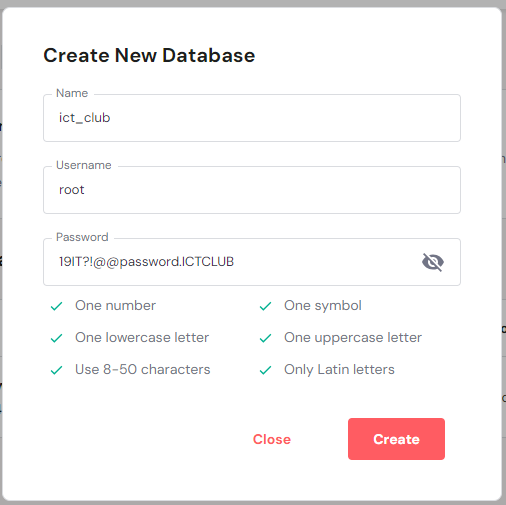 Create New Database
Name
ict_club
Username
root
Password
19IT?!@@password.ICTCLUB
One number
One symbol
One lowercase letter
One uppercase letter
Use 8-50 characters
Only Latin letters
Close
Create